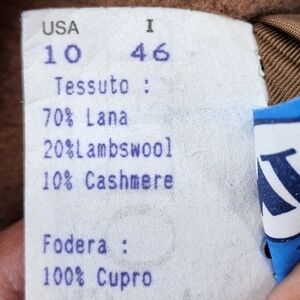 USA I
10 46
Tessuto :
70% Lana
20%Lambswool
10% Cashmere
Fodera :
100% Cupro